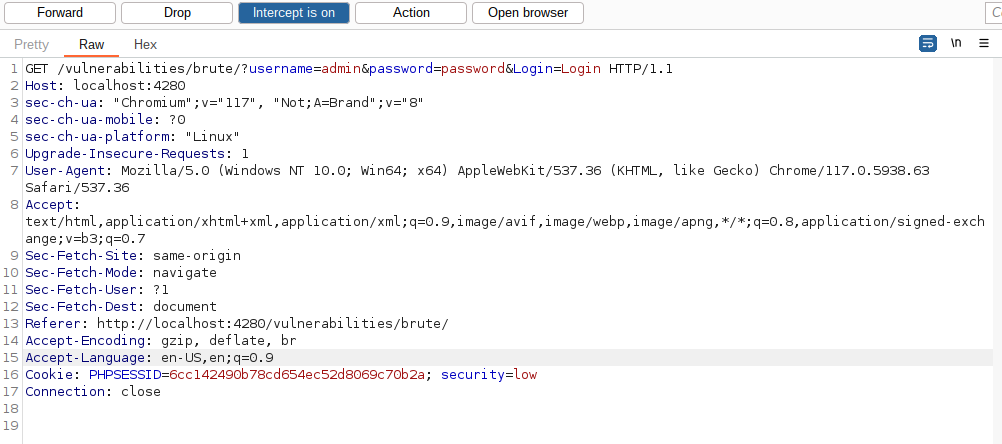 Forward Drop Intercept is on Action Open browser
Pretty Raw Hex \n
1 GET /vulnerabilities/brute/?username=admin&password=password&Login=Login HTTP/1.1
2 Host: localhost:4280
3 sec-ch-ua: "Chromium";v="117", "Not;A=Brand";v="8"
4 sec-ch-ua-mobile: ?0
5 sec-ch-ua-platform: "Linux"
6 Upgrade-Insecure-Requests: 1
7 User-Agent: Mozilla/5.0 (Windows NT 10.0; Win64; x64) AppleWebKit/537.36 (KHTML, like Gecko) Chrome/117.0.5938.63
Safari/537.36
8 Accept:
text/html,application/xhtml+xml,application/xml;q=0.9,image/avif,image/webp,image/apng,*/*;q=0.8,application/signed-exch
ange;v=b3;q=0.7
9 Sec-Fetch-Site: same-origin
10 Sec-Fetch-Mode: navigate
11 Sec-Fetch-User: ?1
12 Sec-Fetch-Dest: document
13 Referer: http://localhost:4280/vulnerabilities/brute/
14 Accept-Encoding: gzip, deflate, br
15 Accept-Language: en-US,en;q=0.9
16 Cookie: PHPSESSID=6cc142490b78cd654ec52d8069c70b2a; security=low
17 Connection: close
18
19